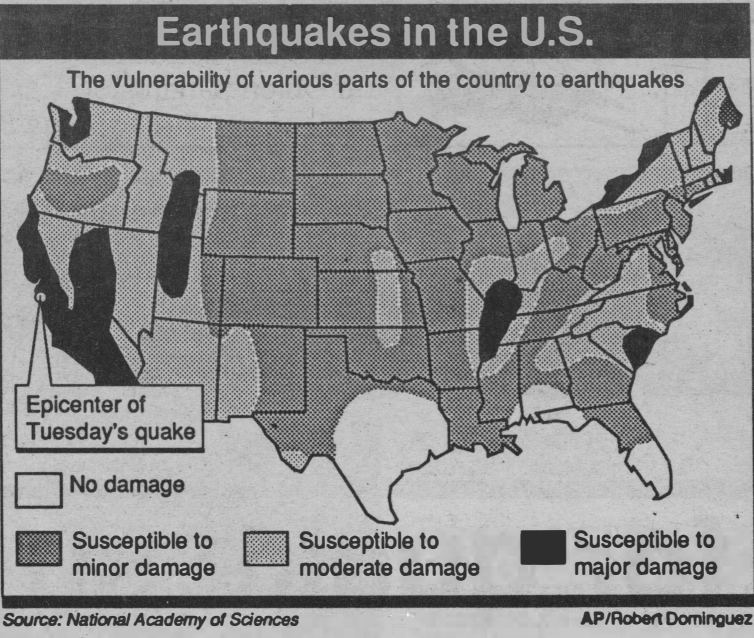 Earthquakes in the U.S.
The vulnerability of various parts of the country to earthquakes
Epicenter of
Tuesday's quake
No damage
Susceptible to
minor damage
Susceptible to
moderate damage
Susceptible to
major damage
Source: National Academy of Sciences
AP/Robert Dominguez